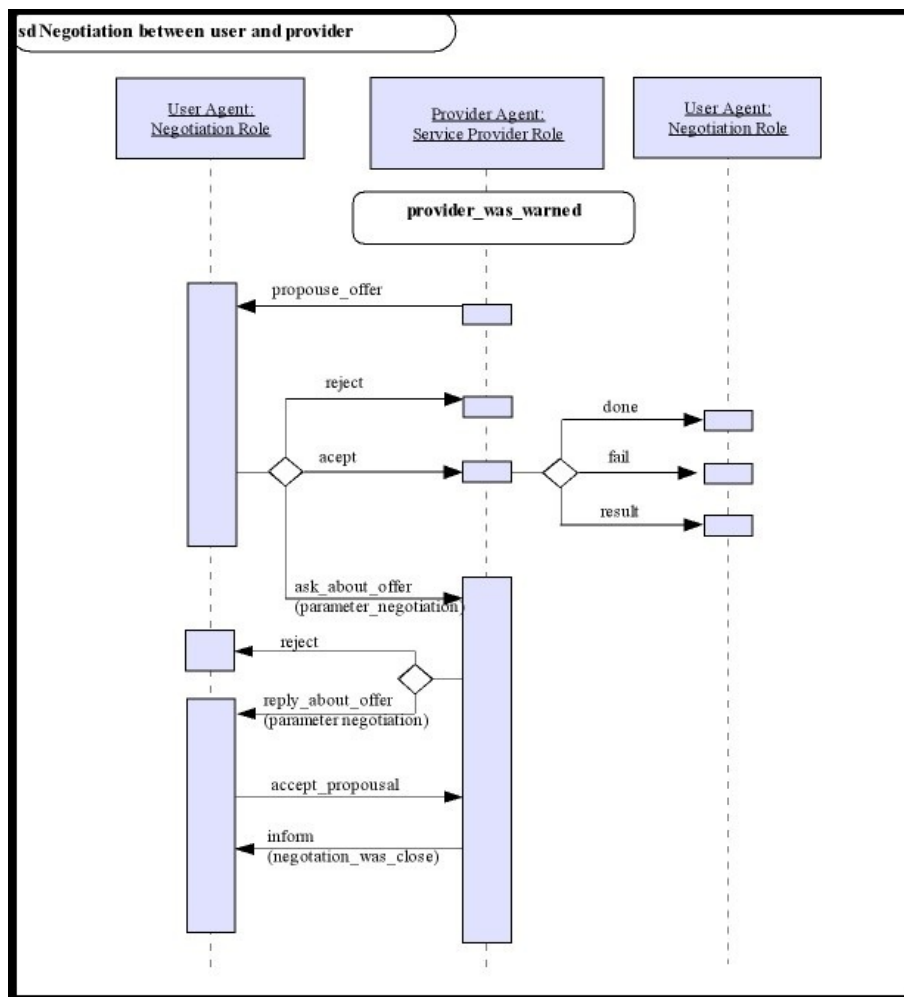 sd Negotiation between user and provider
User Agent:
Negotiation Role
Provider Agent:
Service Provider Role
User Agent:
Negotiation Role
provider_was_warned
propouse_offer
reject
done
acept
fail
result
ask_about_offer
(parameter_negotiation)
reject
reply_about_offer
(parameter negotiation)
accept_propousal
inform
(negotation_was_close)